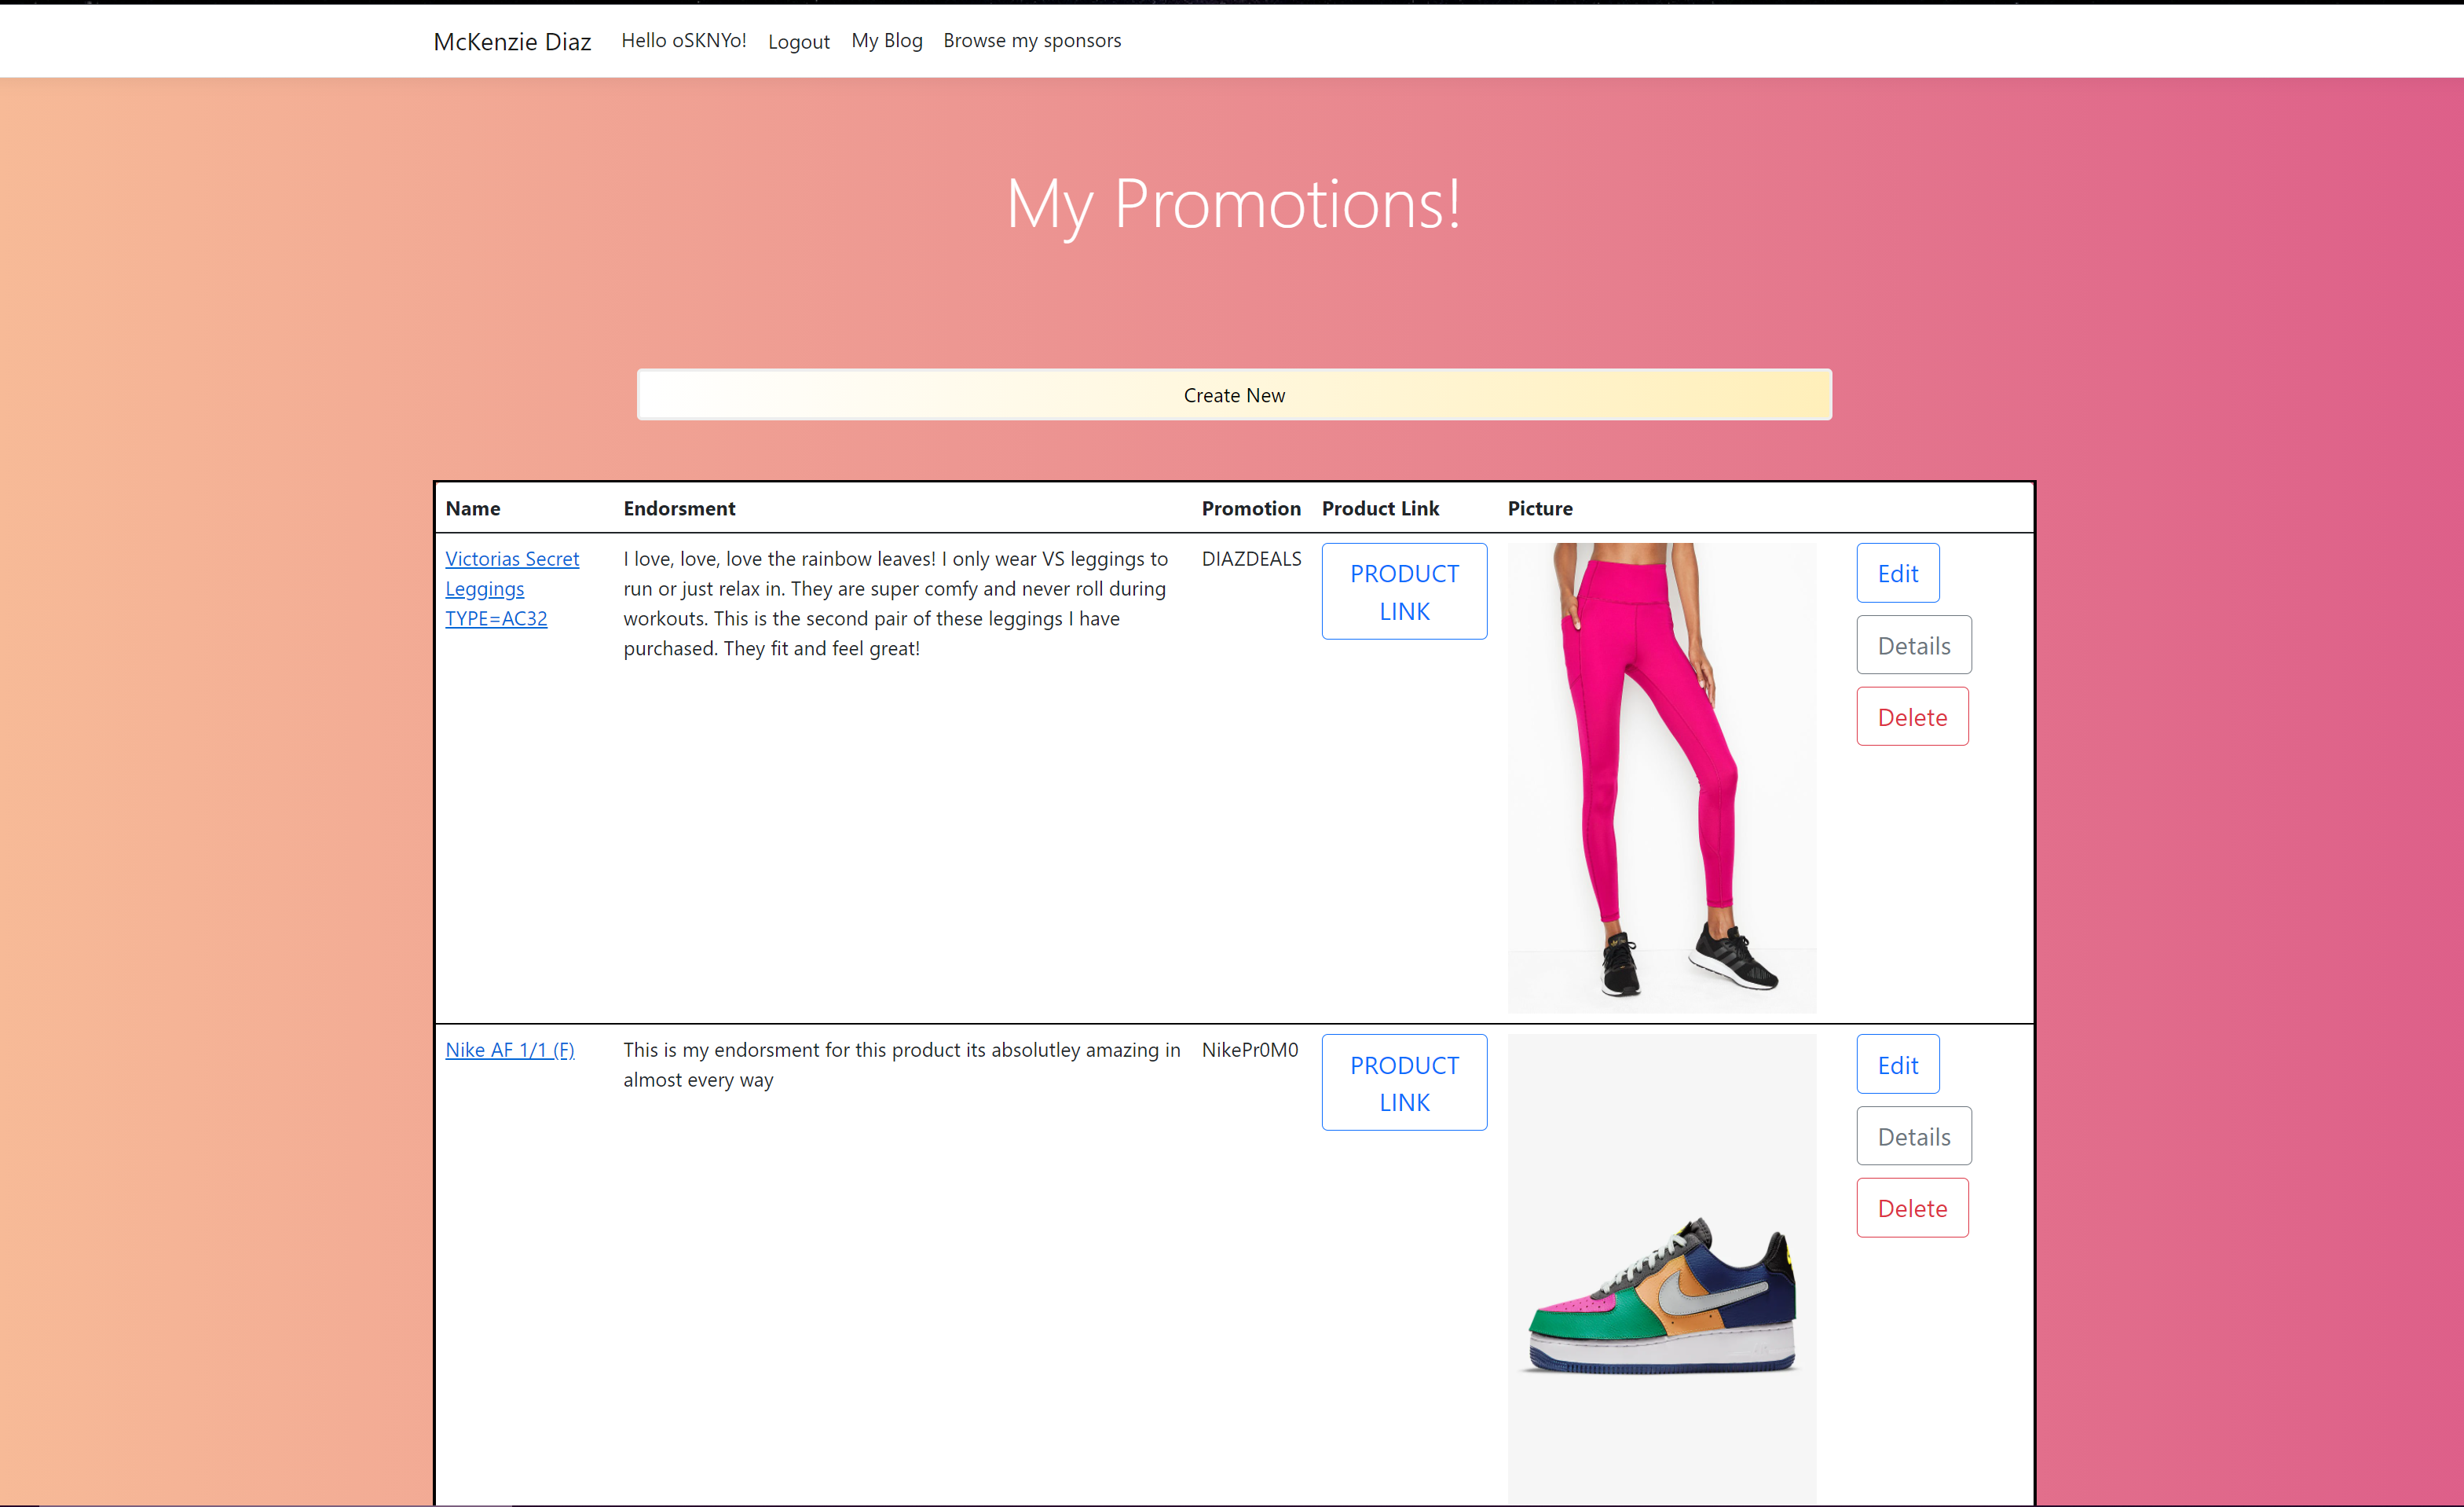 McKenzie Diaz Hello oSKNYo! Logout My Blog Browse my sponsors
My Promotions!
Create New
Name Endorsment Promotion Product Link Picture
Victorias Secret
Leggings
TYPE=AC32
I love, love, love the rainbow leaves! I only wear VS leggings to
run or just relax in. They are super comfy and never roll during
workouts. This is the second pair of these leggings I have
purchased. They fit and feel great!
DIAZDEALS
PRODUCT
LINK
Edit
Details
Delete
Nike AF 1/1 (F)
This is my endorsment for this product its absolutley amazing in
almost every way
NikePr0M0
PRODUCT
LINK
Edit
Details
Delete